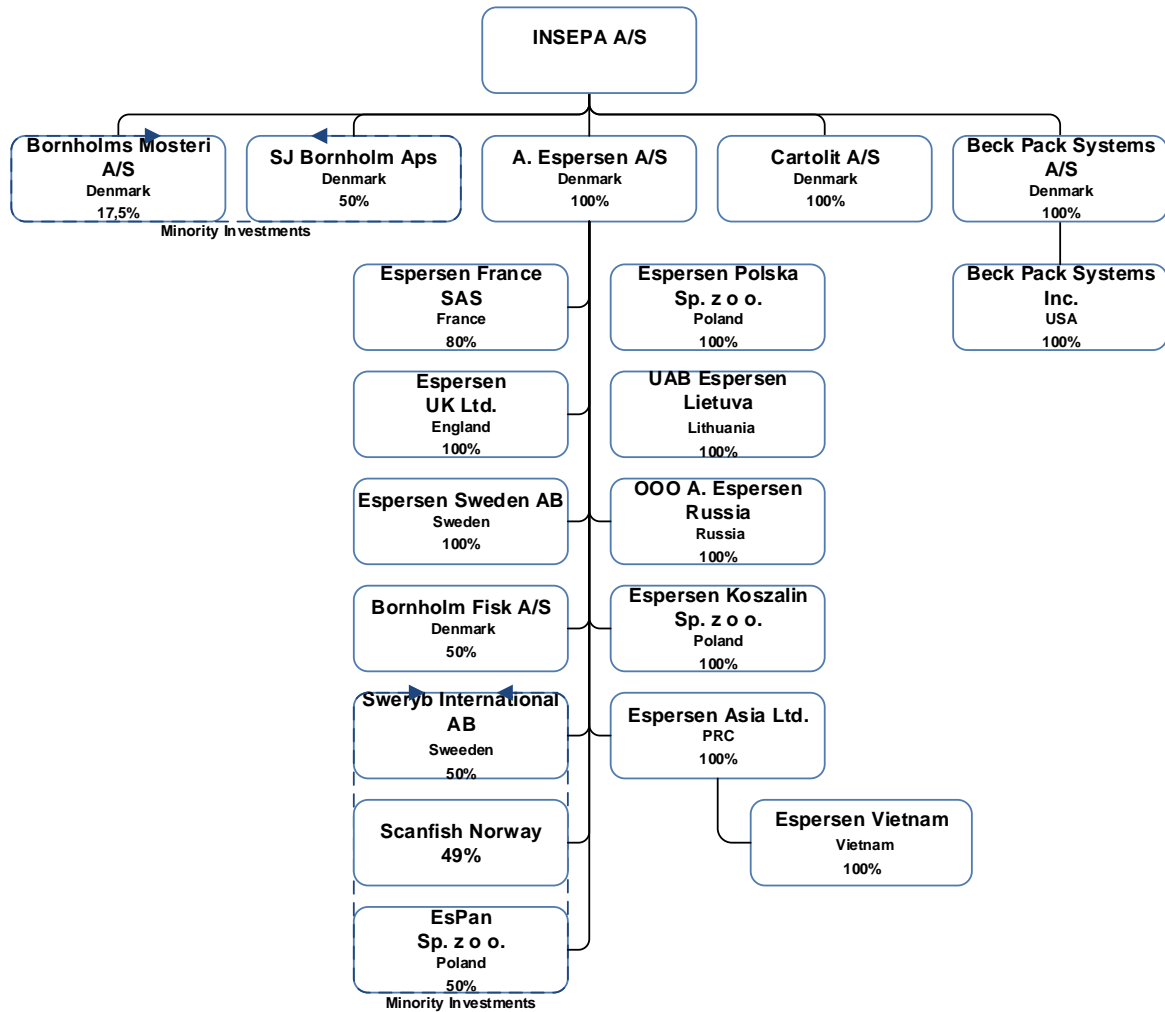 INSEPA A/S
Bornholms Mosteri
A/S
Denmark
17,5%
SJ Bornholm Aps
Denmark
50%
A. Espersen A/S
Denmark
100%
Cartolit A/S
Denmark
100%
Beck Pack Systems
A/S
Denmark
100%
Minority Investments
Espersen France
SAS
France
80%
Espersen Polska
Sp. z o o.
Poland
100%
Beck Pack Systems
Inc.
USA
100%
Espersen
UK Ltd.
England
100%
UAB Espersen
Lietuva
Lithuania
100%
Espersen Sweden AB
Sweden
100%
OOO A. Espersen
Russia
Russia
100%
Bornholm Fisk A/S
Denmark
50%
Espersen Koszalin
Sp. z o o.
Poland
100%
Sweryb International
AB
Sweeden
50%
Espersen Asia Ltd.
PRC
100%
Scanfish Norway
49%
Espersen Vietnam
Vietnam
100%
EsPan
Sp. z o o.
Poland
50%
Minority Investments